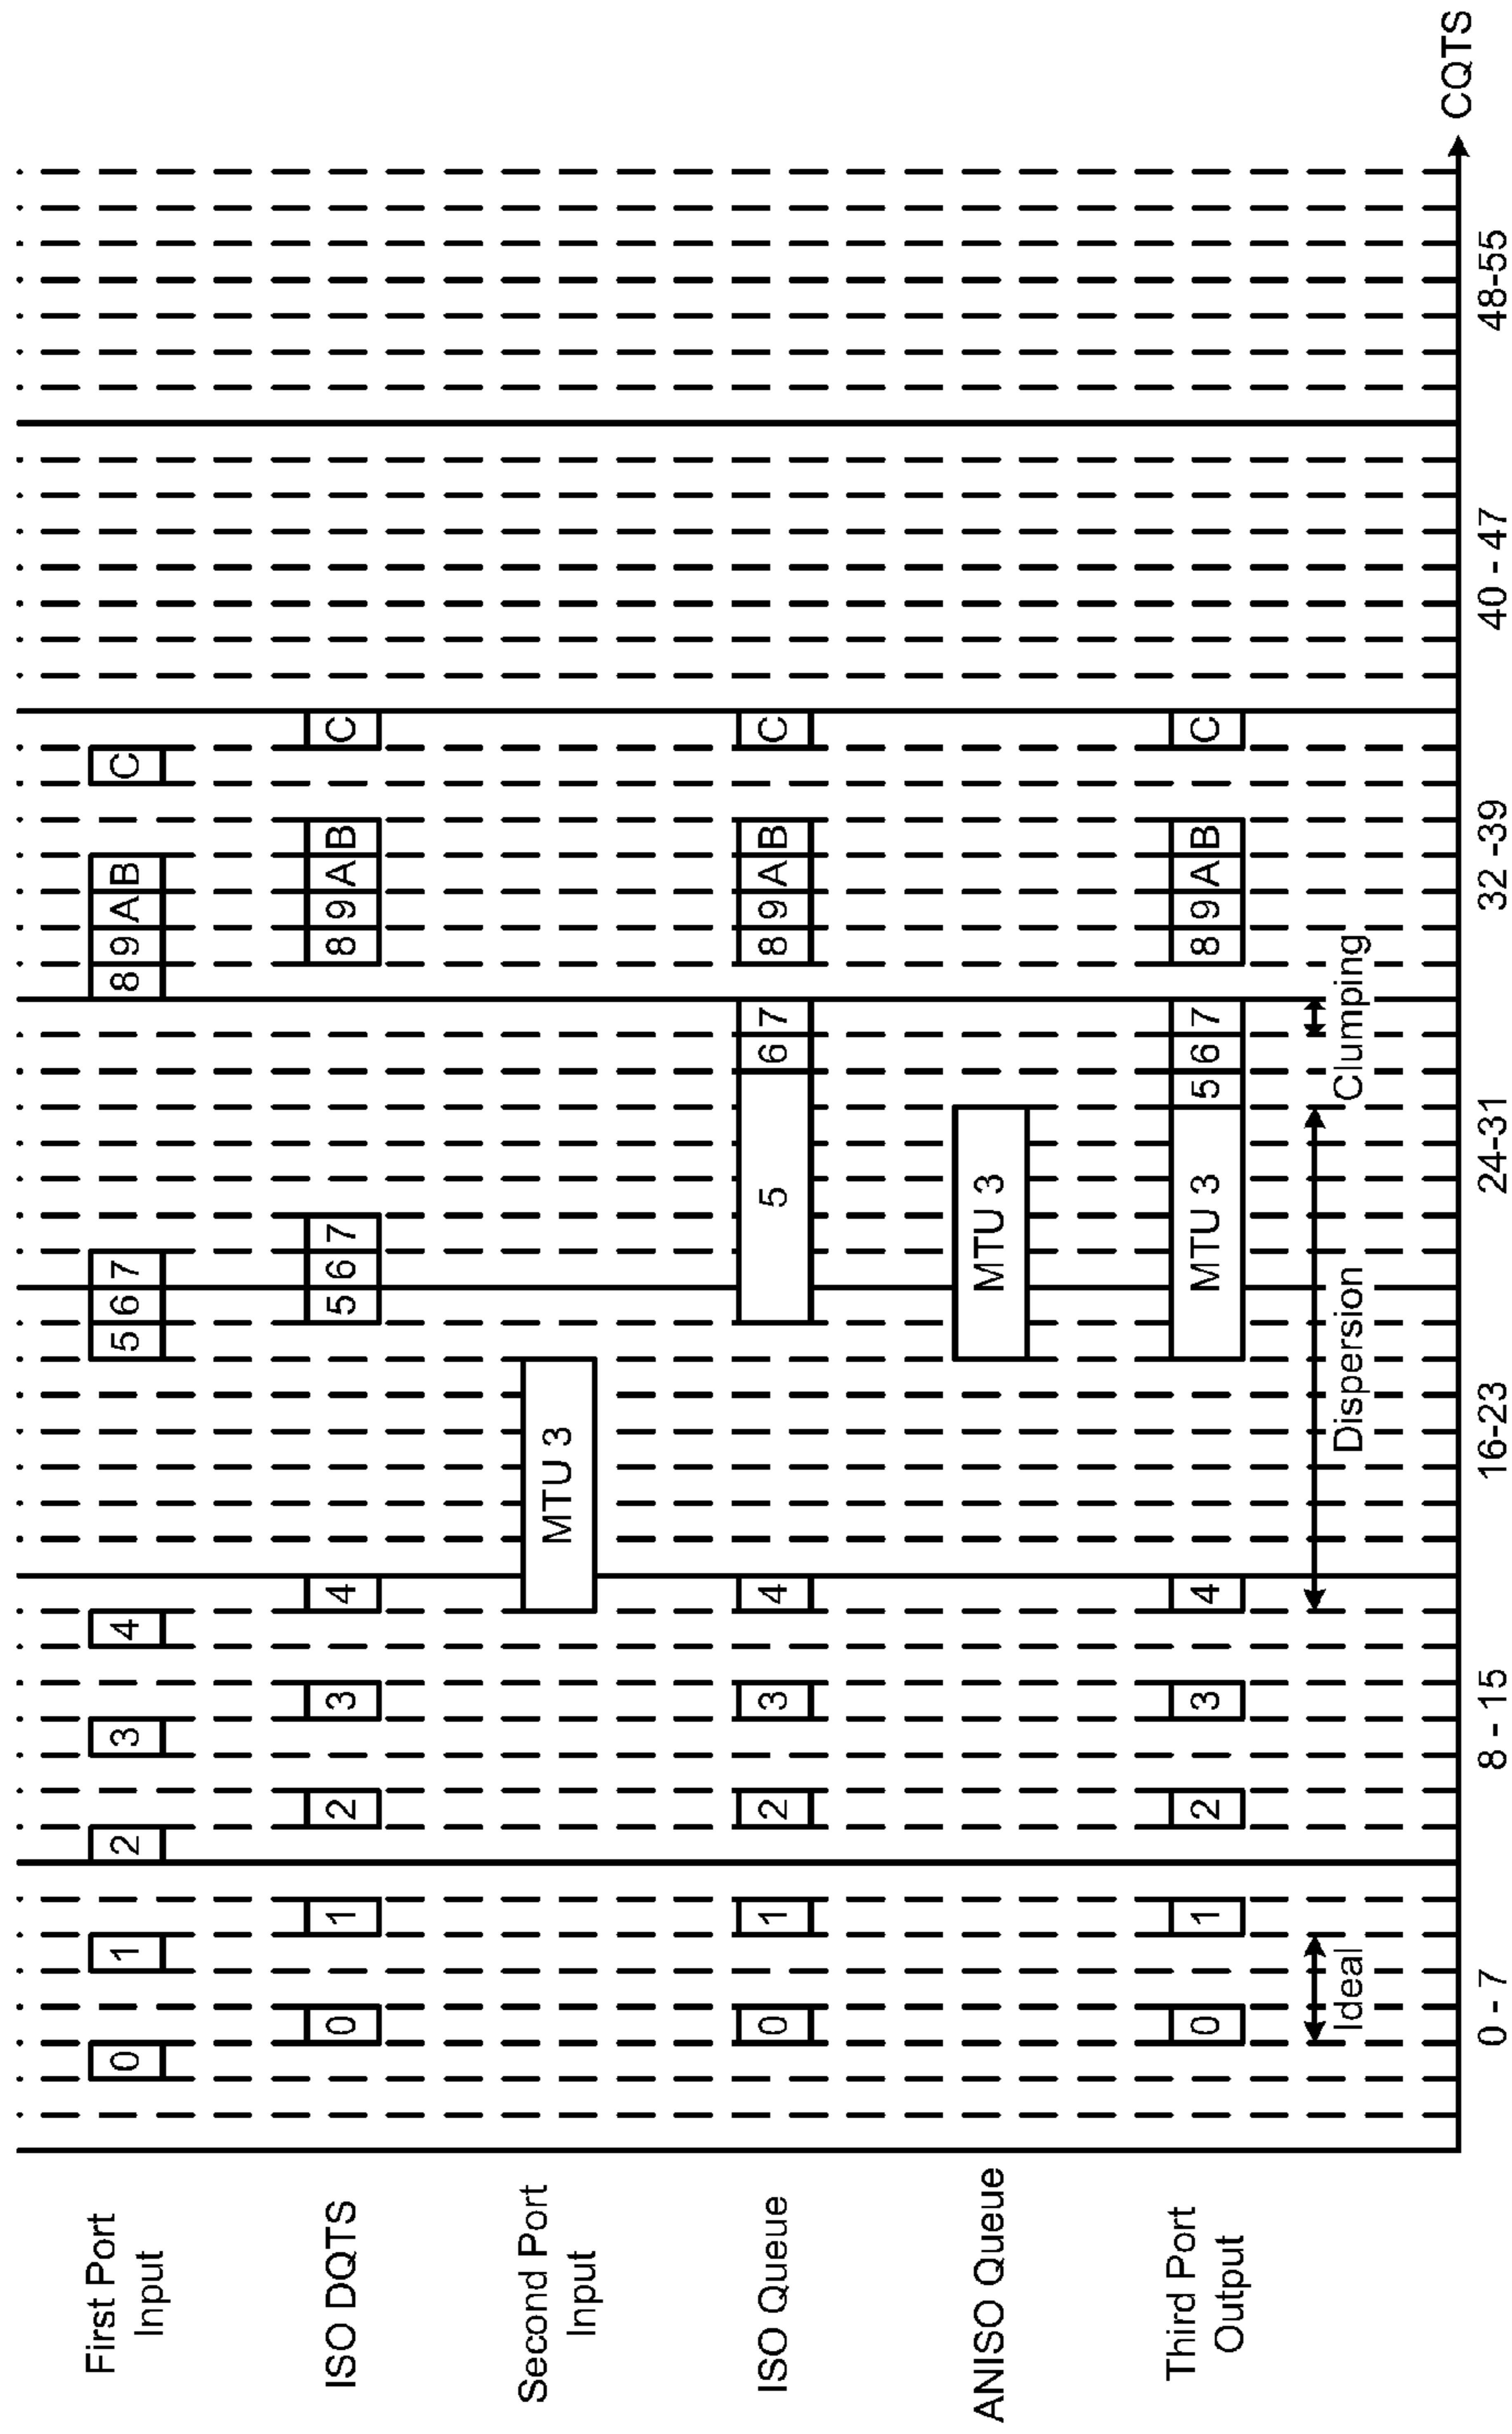 First Port
Input
0 1 2 3 4 5 6 7 8 9 A B C
ISO DQTS
0 1 2 3 4 5 6 7 8 9 A B C
Second Port
Input
MTU 3
ISO Queue
0 1 2 3 4 5 6 7 8 9 A B C
ANISO Queue
MTU 3
Third Port
Output
0 1 2 3 4 MTU 3 5 6 7 8 9 A B C
Ideal
Dispersion
Clumping
CQTS
0 - 7
8 - 15
16-23
24-31
32 -39
40 - 47
48-55